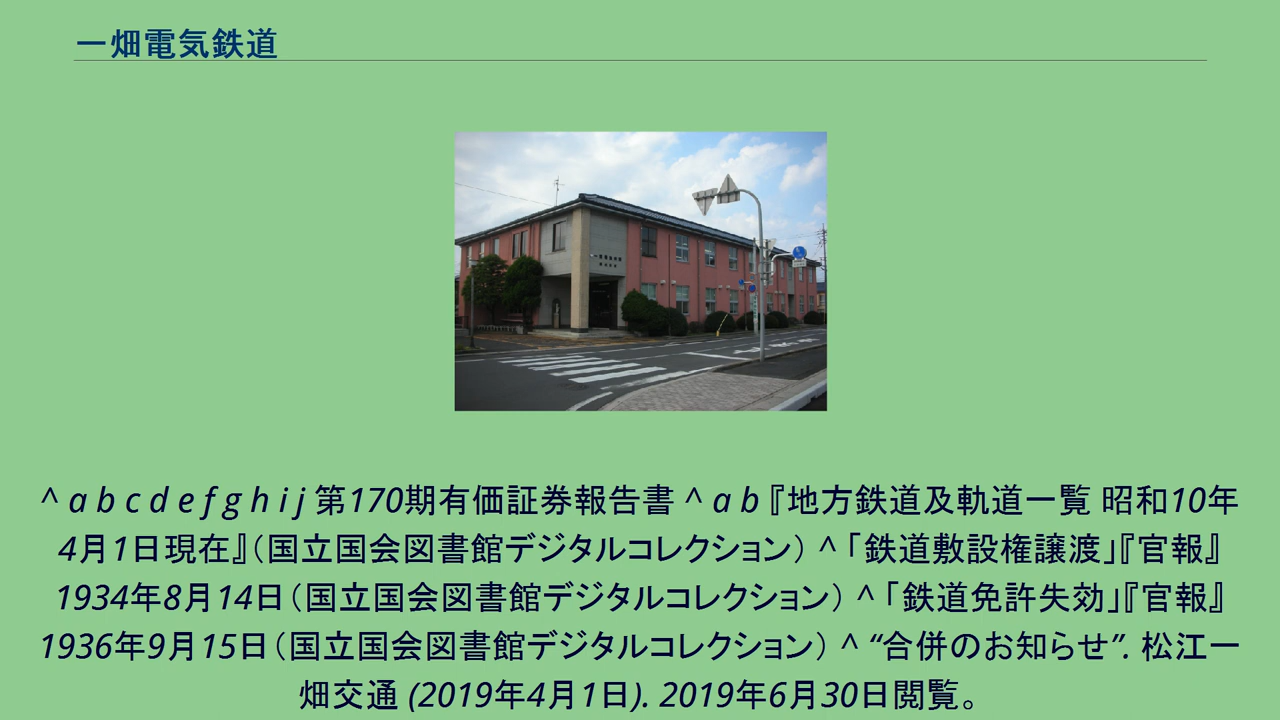 一畑電気鉄道
^ a b c d e f g h i j 第170期有価証券報告書 ^ a b 『地方鉄道及軌道一覧 昭和10年
4月1日現在』（国立国会図書館デジタルコレクション） ^ 「鉄道敷設権譲渡」『官報』
1934年8月14日（国立国会図書館デジタルコレクション） ^ 「鉄道免許失効」『官報』
1936年9月15日（国立国会図書館デジタルコレクション） ^ “合併のお知らせ”. 松江一
畑交通 (2019年4月1日). 2019年6月30日閲覧。